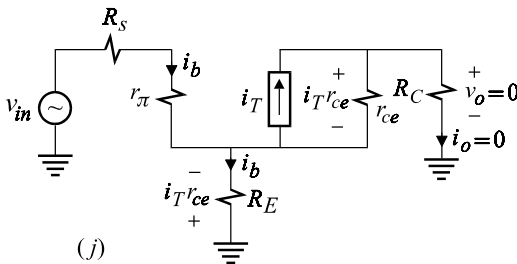 R_s
i_b
v_in
~
r_π
i_T
+
i_T r_ce
−
r_ce
R_C
+
v_o=0
−
i_o=0
i_b
−
i_T r_ce
+
R_E
(j)